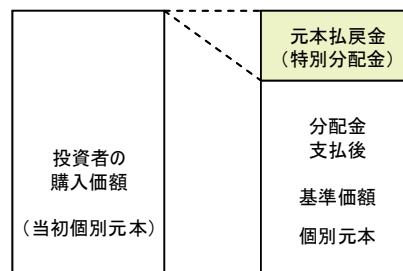 投資者の
購入価額
（当初個別元本）
元本払戻金
（特別分配金）
分配金
支払後
基準価額
個別元本